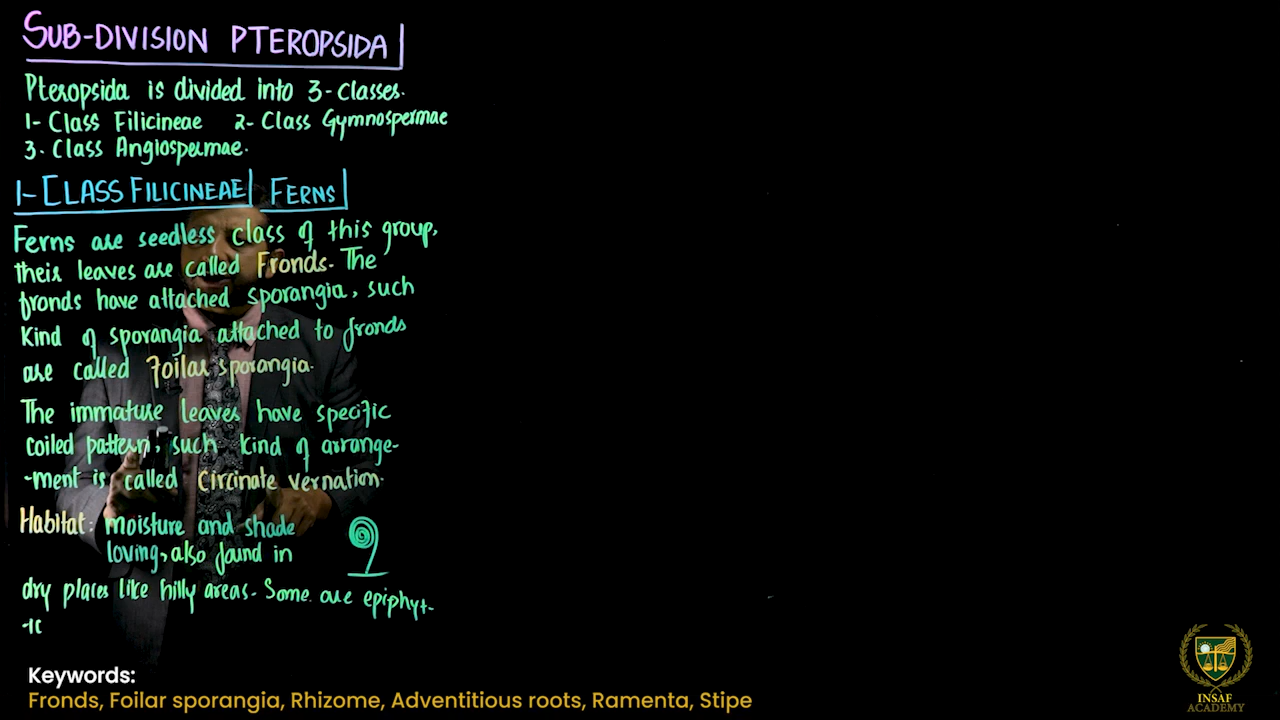 SUB-DIVISION PTEROPSIDA
Pteropsida is divided into 3-classes.
1- Class Filicineae 2- Class Gymnospermae
3. Class Angiospermae.
1- CLASS FILICINEAE FERNS
Ferns are seedless class of this group,
their leaves are called Fronds. The
fronds have attached sporangia, such
kind of sporangia attached to fronds
are called Foilar sporangia.
The immature leaves have specific
coiled pattern, such kind of arrange-
-ment is called Circinate vernation.
Habitat: moisture and shade
loving, also found in
dry places like hilly areas. Some are epiphyt-
-ic
Keywords:
Fronds, Foilar sporangia, Rhizome, Adventitious roots, Ramenta, Stipe
INSAF
ACADEMY